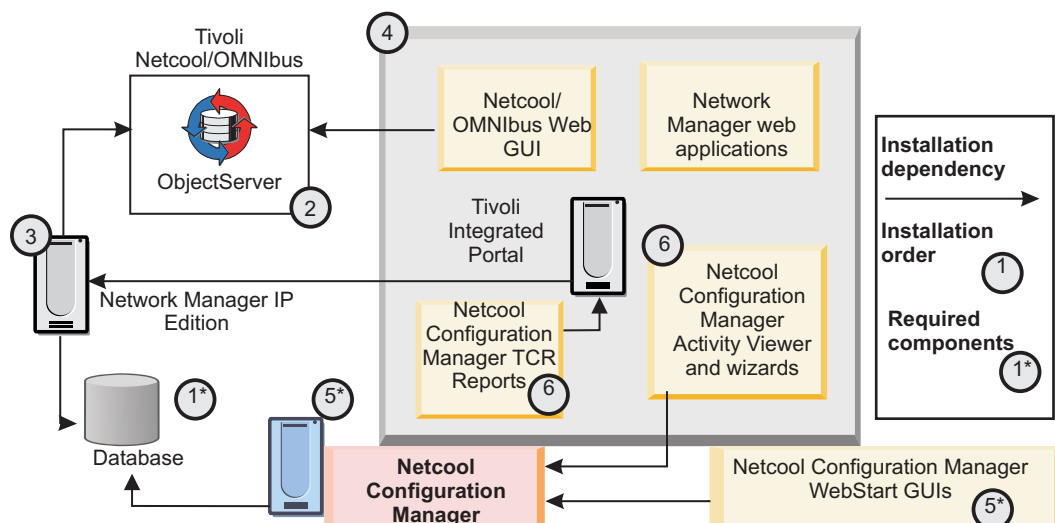 Tivoli
Netcool/OMNIbus
ObjectServer
2
3
Network Manager IP
Edition
1*
Database
4
Netcool/
OMNIbus Web
GUI
Network
Manager web
applications
Tivoli
Integrated
Portal
6
Netcool
Configuration
Manager
Activity Viewer
and wizards
Netcool
Configuration
Manager TCR
Reports
6
5*
Netcool
Configuration
Manager
Netcool Configuration Manager
WebStart GUIs
5*
Installation
dependency
Installation
order
1
Required
components
1*